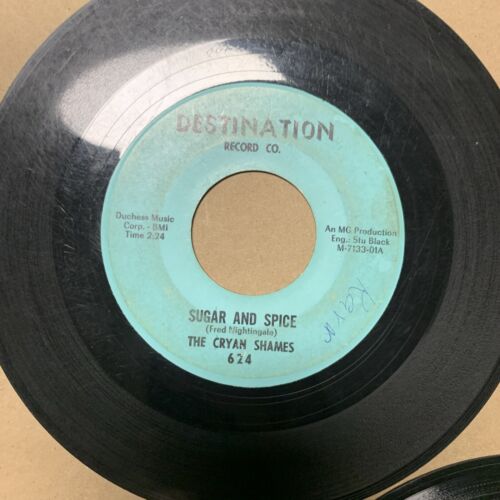 DESTINATION
RECORD CO.
Duchess Music
Corp. - BMI
Time 2:24
An MG Production
Eng.: Stu Black
M-7133-01A
SUGAR AND SPICE
(Fred Nightingale)
THE CRYAN SHAMES
624